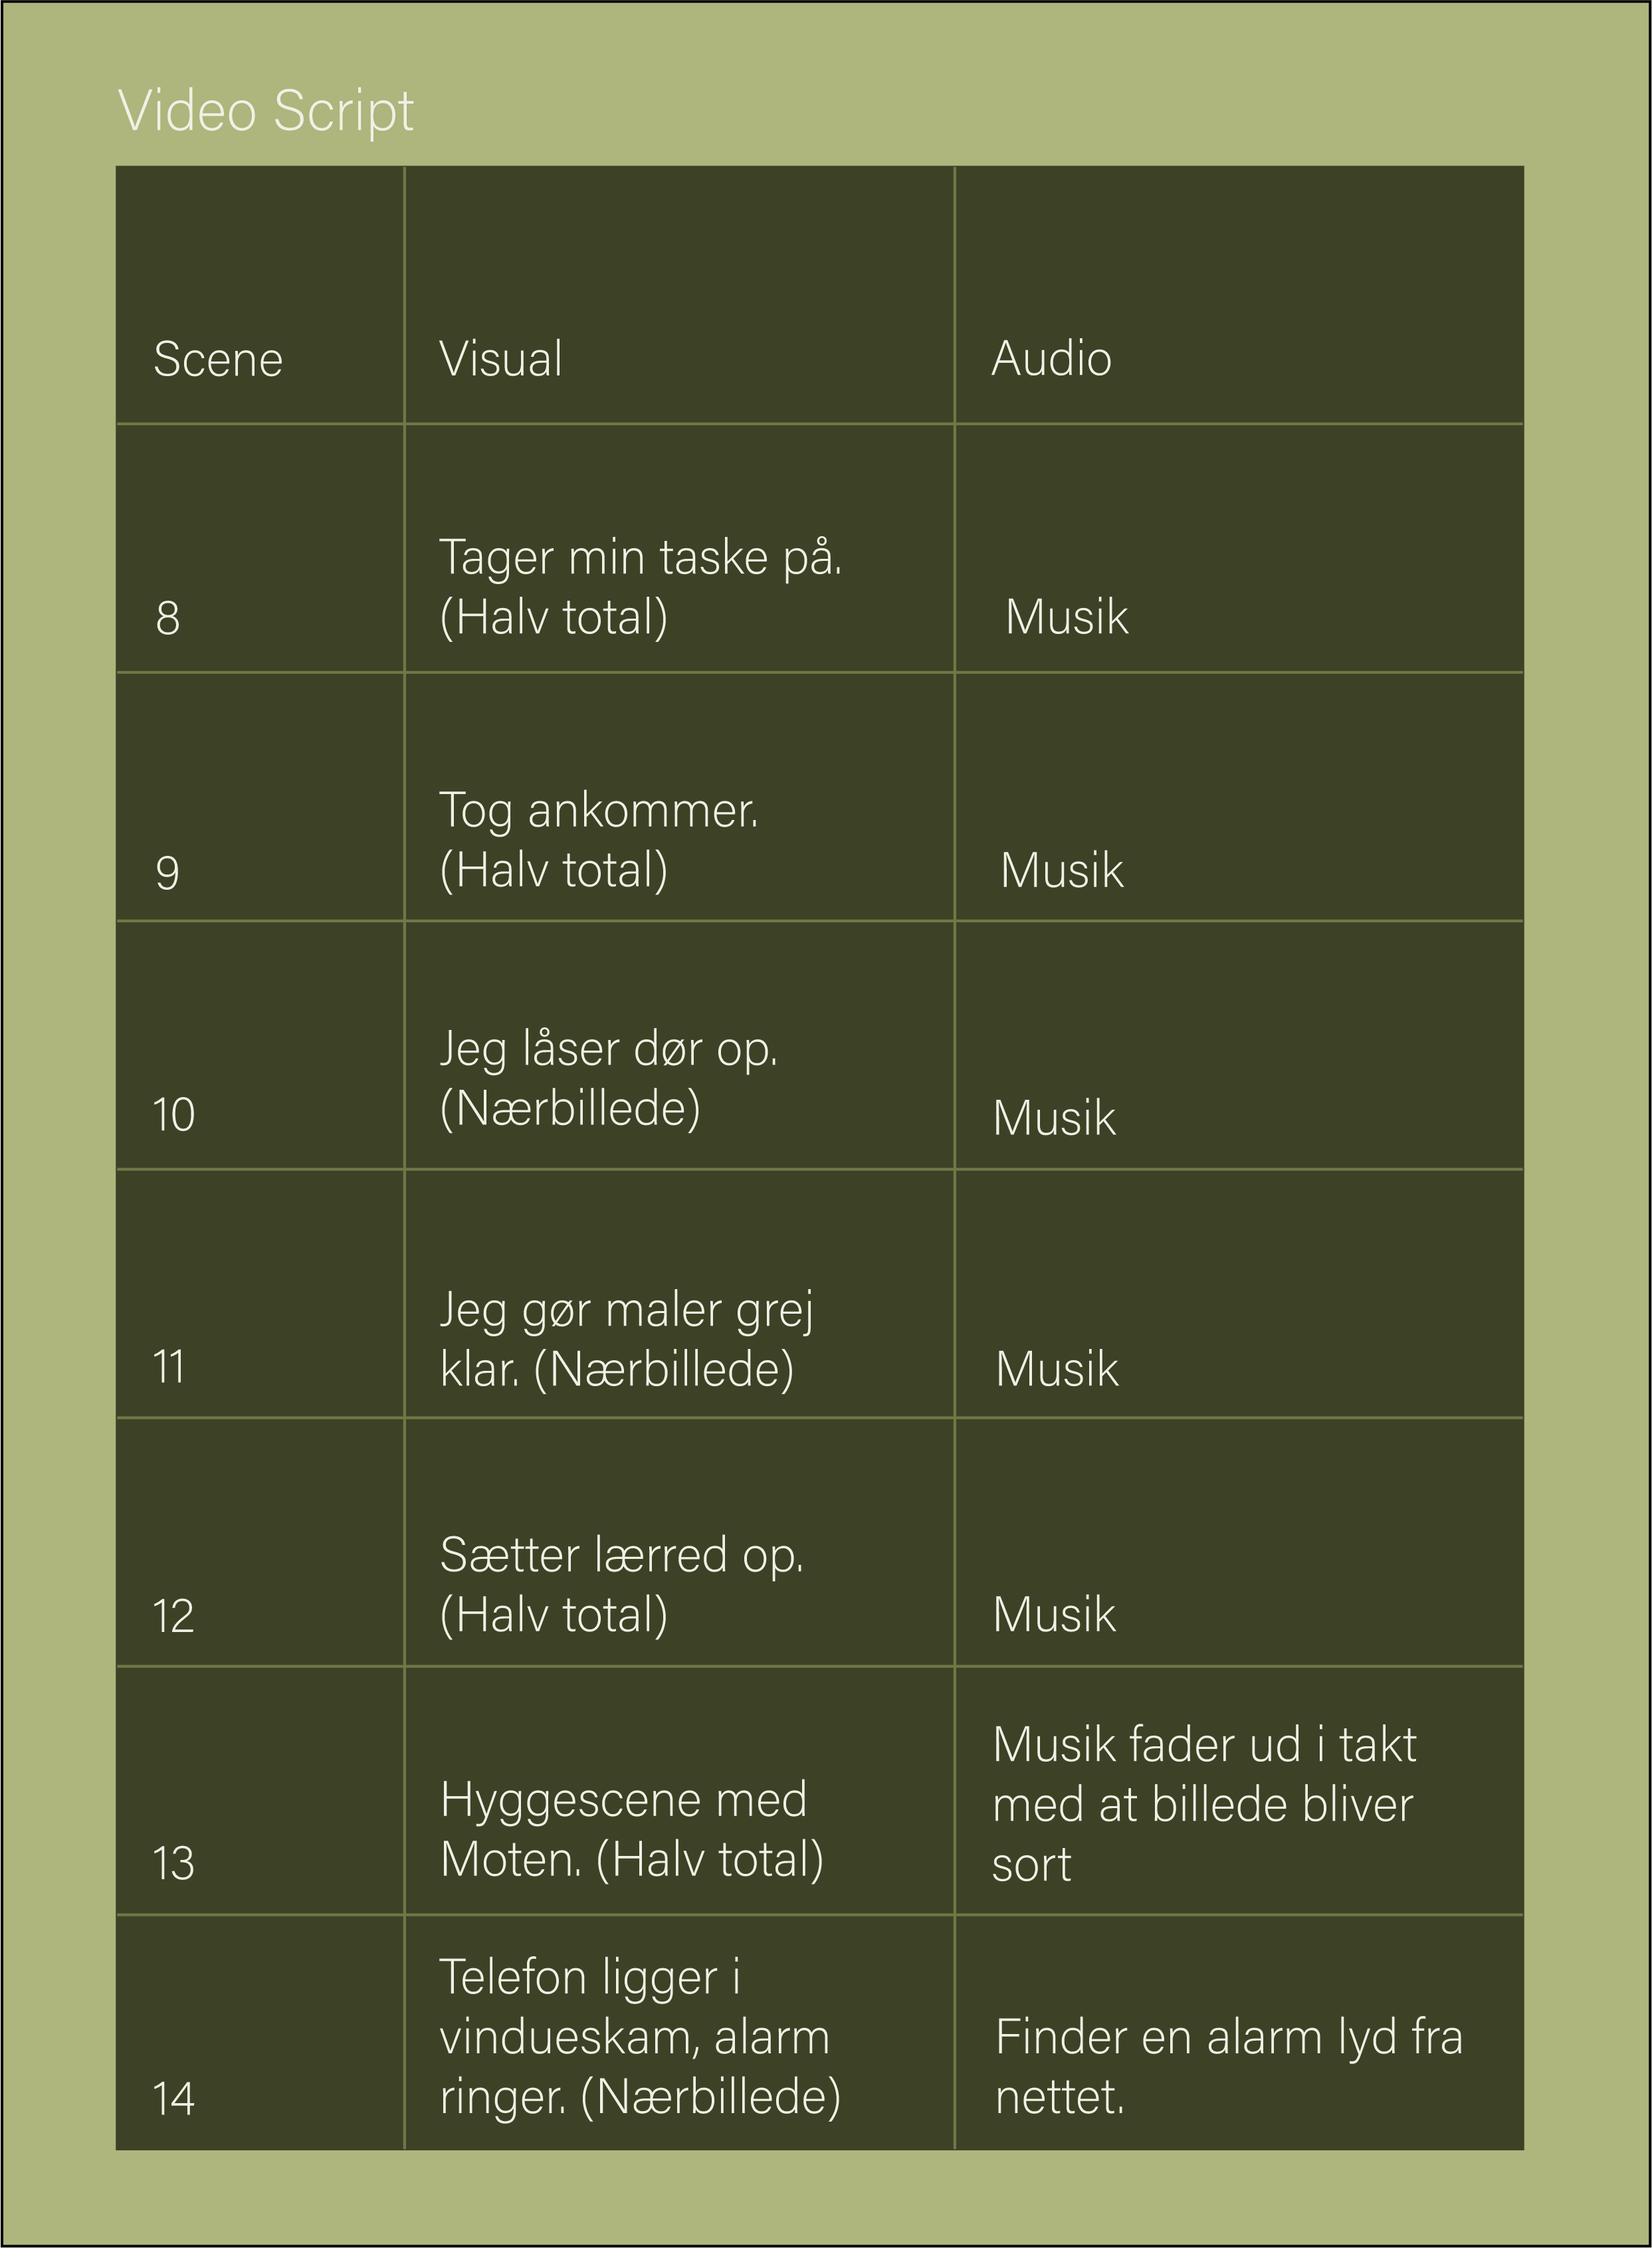 Video Script
Scene
Visual
Audio
8
Tager min taske på.
(Halv total)
Musik
9
Tog ankommer.
(Halv total)
Musik
10
Jeg låser dør op.
(Nærbillede)
Musik
11
Jeg gør maler grej
klar. (Nærbillede)
Musik
12
Sætter lærred op.
(Halv total)
Musik
13
Hyggescene med
Moten. (Halv total)
Musik fader ud i takt
med at billede bliver
sort
14
Telefon ligger i
vindueskam, alarm
ringer. (Nærbillede)
Finder en alarm lyd fra
nettet.